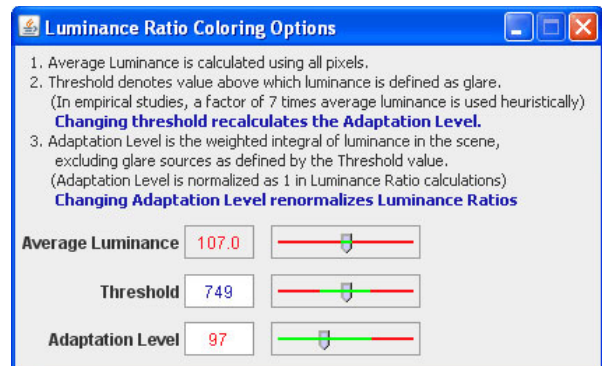 Luminance Ratio Coloring Options
1. Average Luminance is calculated using all pixels.
2. Threshold denotes value above which luminance is defined as glare.
(In empirical studies, a factor of 7 times average luminance is used heuristically)
Changing threshold recalculates the Adaptation Level.
3. Adaptation Level is the weighted integral of luminance in the scene,
excluding glare sources as defined by the Threshold value.
(Adaptation Level is normalized as 1 in Luminance Ratio calculations)
Changing Adaptation Level renormalizes Luminance Ratios
Average Luminance 107.0
Threshold 749
Adaptation Level 97